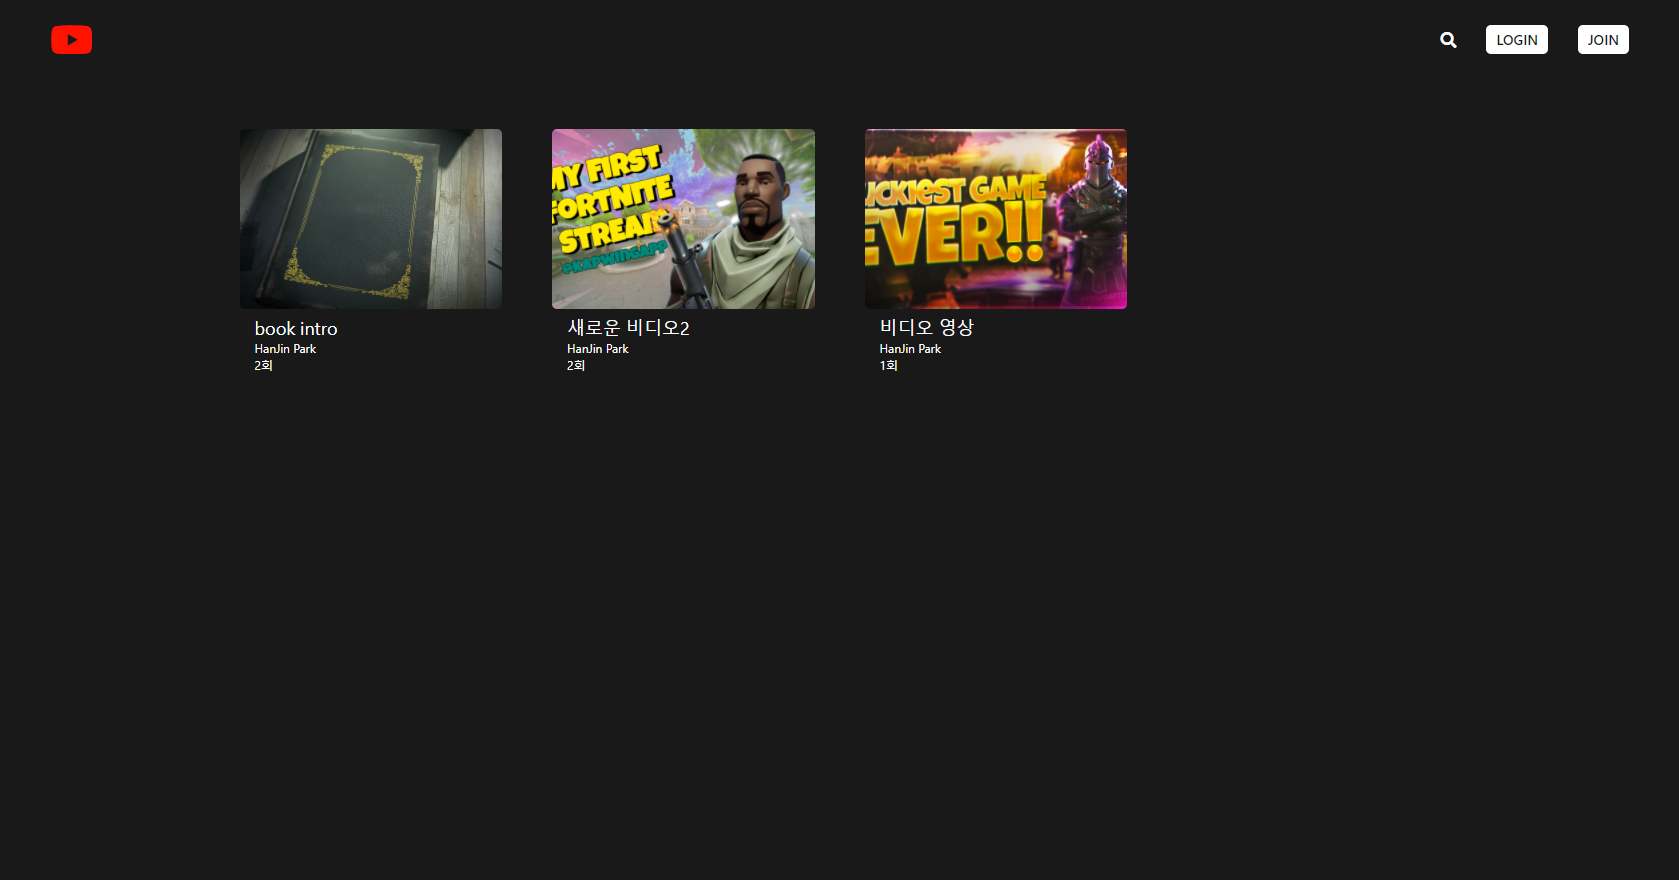 LOGIN
JOIN
MY FIRST
FORTNITE
STREAM
@KAPWINGAPP
UCKIEST GAME
EVER!!
book intro
HanJin Park
2회
새로운 비디오2
HanJin Park
2회
비디오 영상
HanJin Park
1회